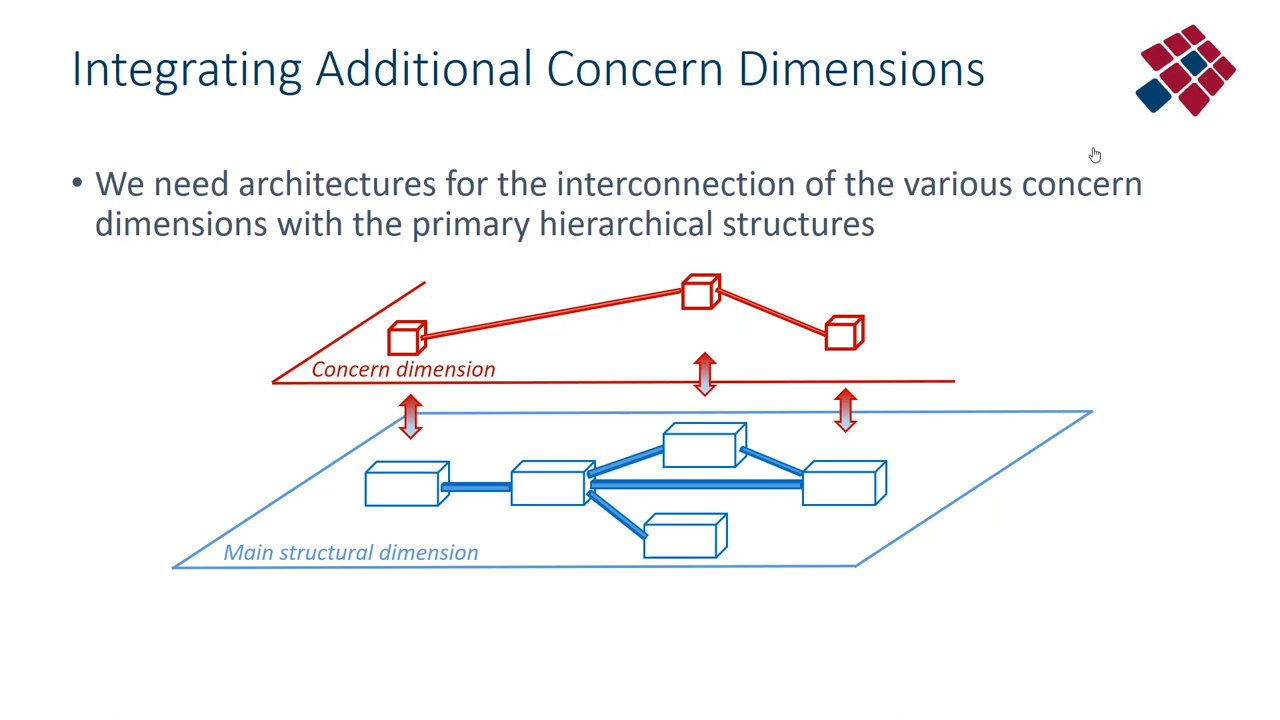 Integrating Additional Concern Dimensions
• We need architectures for the interconnection of the various concern
dimensions with the primary hierarchical structures
Concern dimension
Main structural dimension